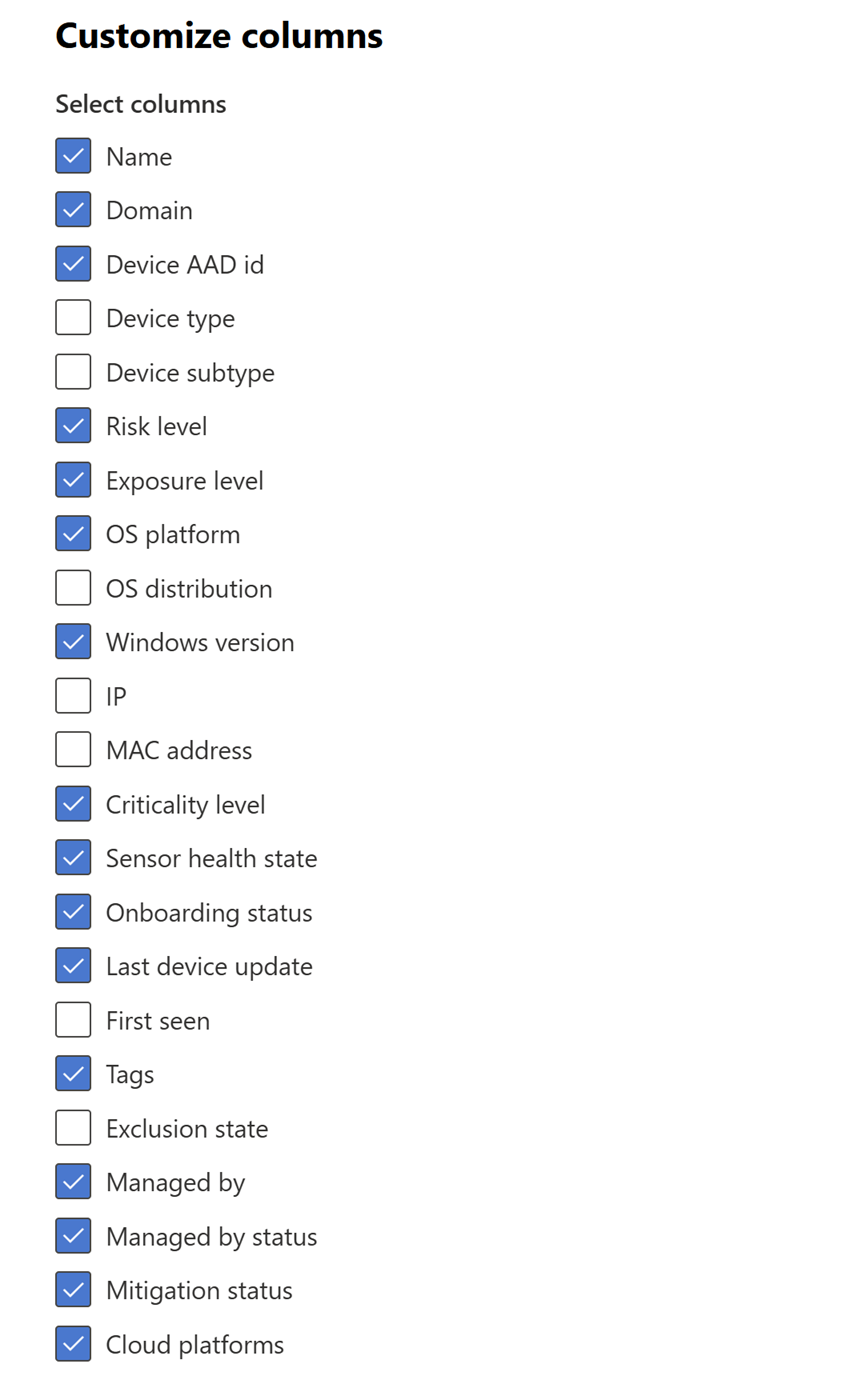 Customize columns
Select columns
Name
Domain
Device AAD id
Device type
Device subtype
Risk level
Exposure level
OS platform
OS distribution
Windows version
IP
MAC address
Criticality level
Sensor health state
Onboarding status
Last device update
First seen
Tags
Exclusion state
Managed by
Managed by status
Mitigation status
Cloud platforms